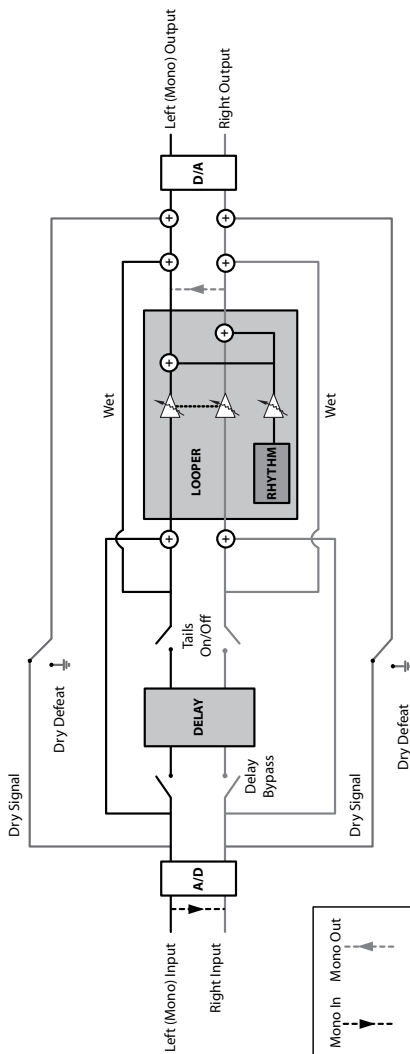 Left (Mono) Input
Right Input
A/D
Dry Signal
Dry Defeat
Delay
Bypass
DELAY
Tails
On/Off
Wet
LOOPER
RHYTHM
Wet
D/A
Left (Mono) Output
Right Output
Dry Signal
Dry Defeat
Mono In
Mono Out
+
+
+
+
+
+
+
+